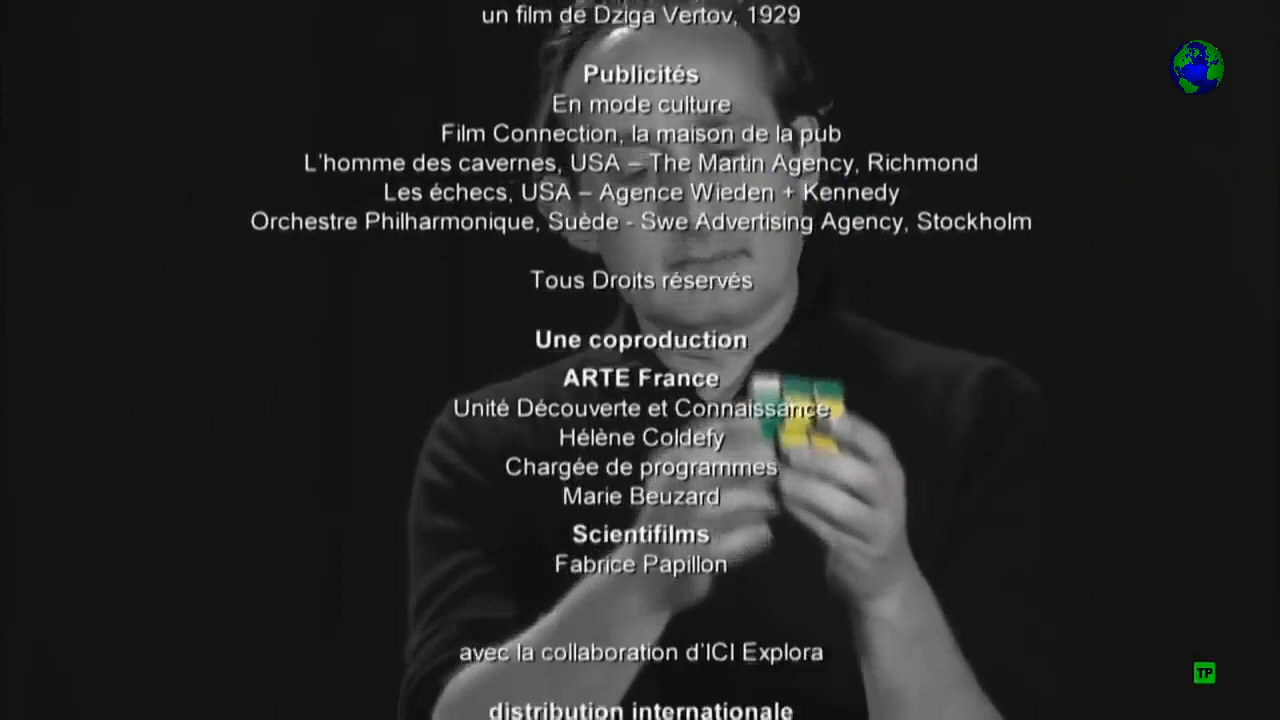 un film de Dziga Vertov, 1929
Publicités
En mode culture
Film Connection, la maison de la pub
L'homme des cavernes, USA – The Martin Agency, Richmond
Les échecs, USA – Agence Wieden + Kennedy
Orchestre Philharmonique, Suède - Swe Advertising Agency, Stockholm
Tous Droits réservés
Une coproduction
ARTE France
Unité Découverte et Connaissance
Hélène Coldefy
Chargée de programmes
Marie Beuzard
Scientifilms
Fabrice Papillon
avec la collaboration d'ICI Explora
TP
distribution internationale